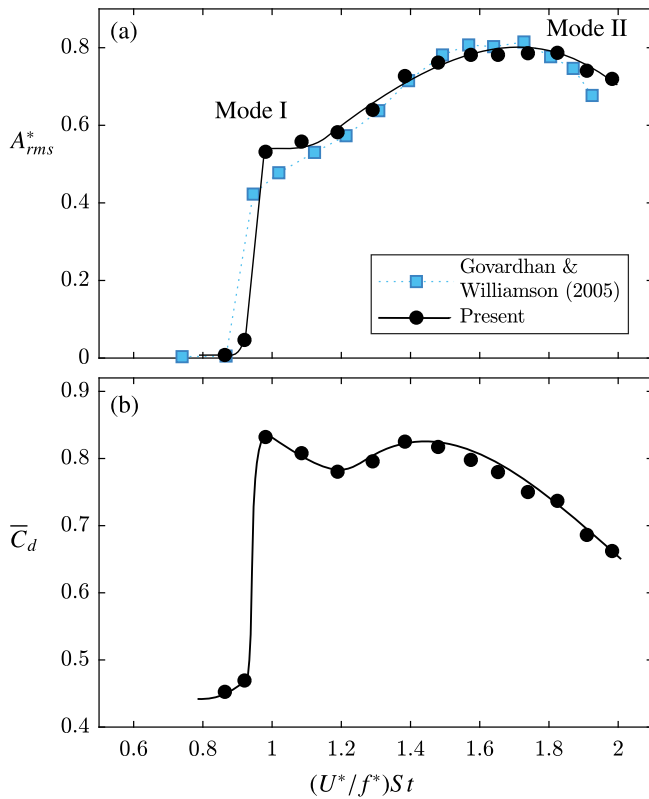 (a)
Mode II
0.8
Mode I
0.6
A*rms
0.4
Govardhan &
Williamson (2005)
Present
0.2
0
0.9
(b)
0.8
0.7
C̅d
0.6
0.5
0.4
0.6 0.8 1 1.2 1.4 1.6 1.8 2
(U*/f*)St